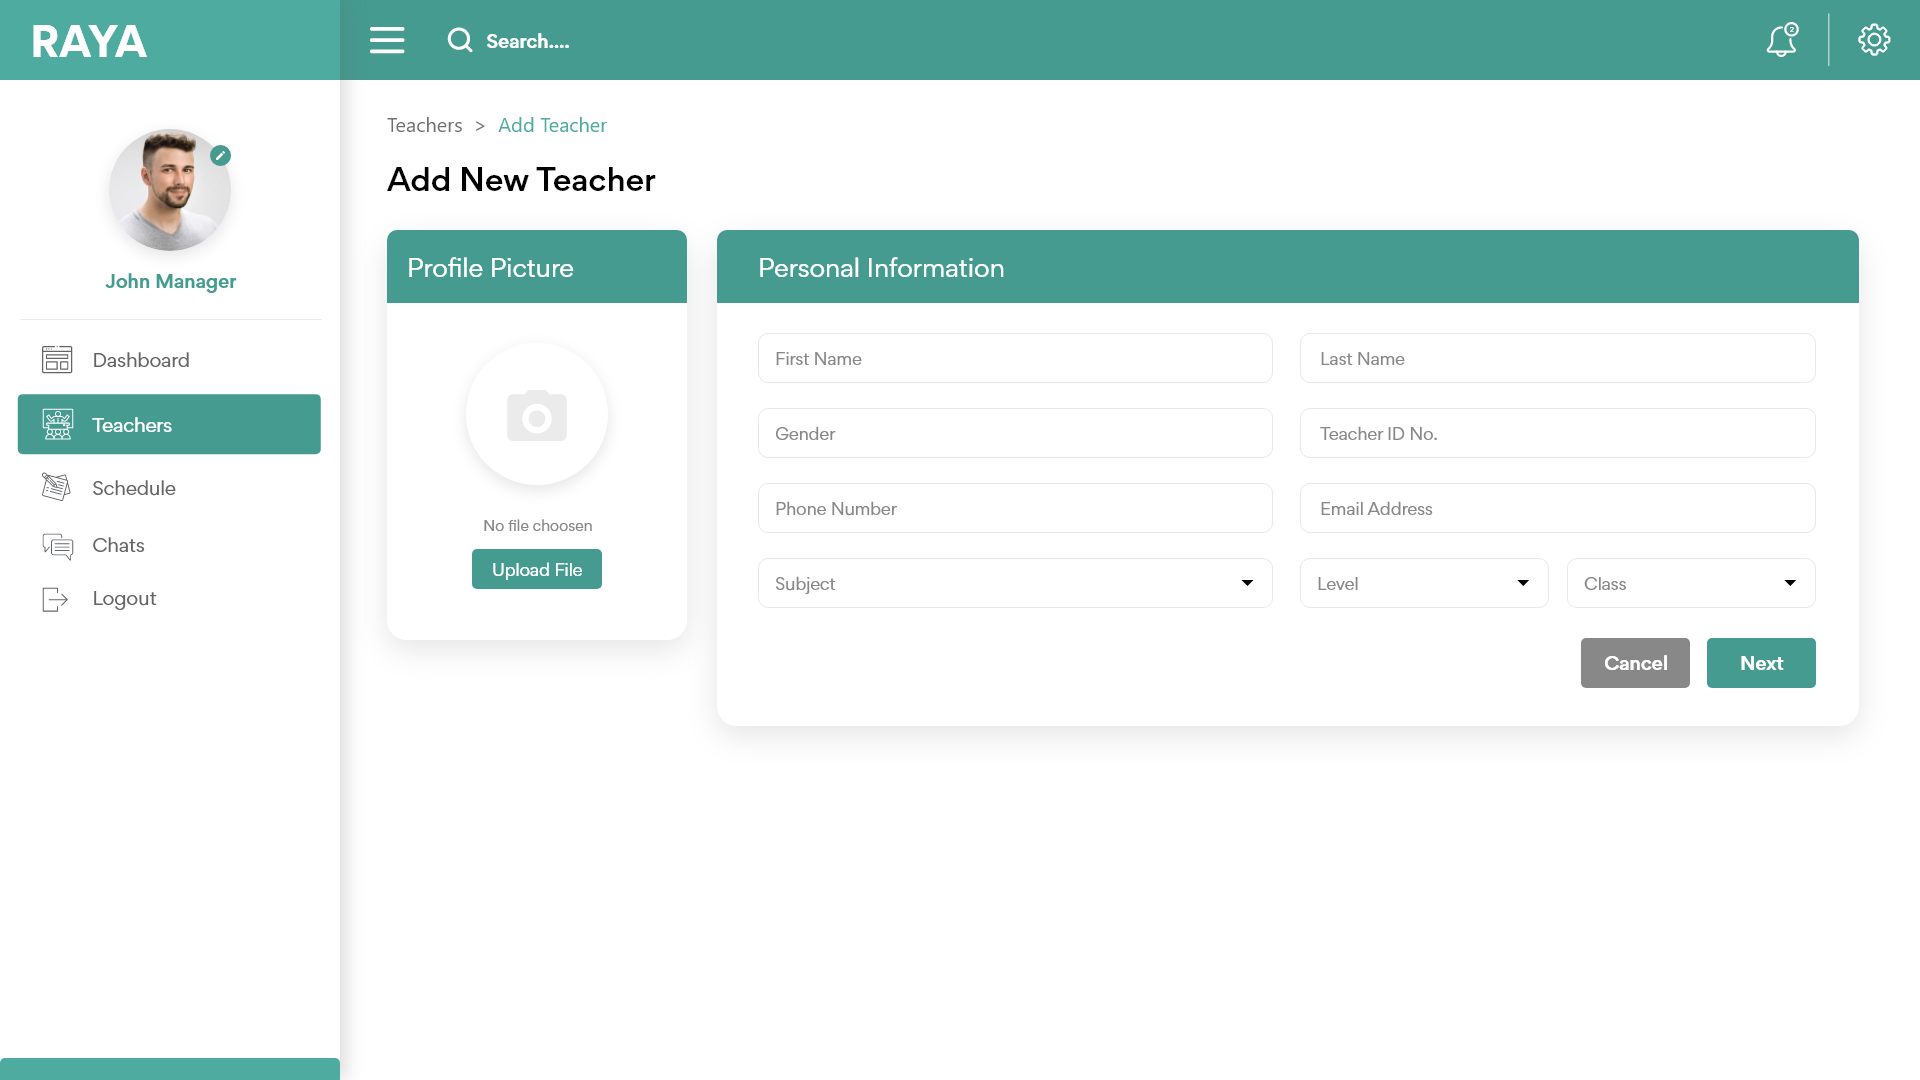 RAYA
Search....
2
John Manager
Dashboard
Teachers
Schedule
Chats
Logout
Teachers > Add Teacher
Add New Teacher
Profile Picture
No file choosen
Upload File
Personal Information
First Name
Last Name
Gender
Teacher ID No.
Phone Number
Email Address
Subject
Level
Class
Cancel
Next